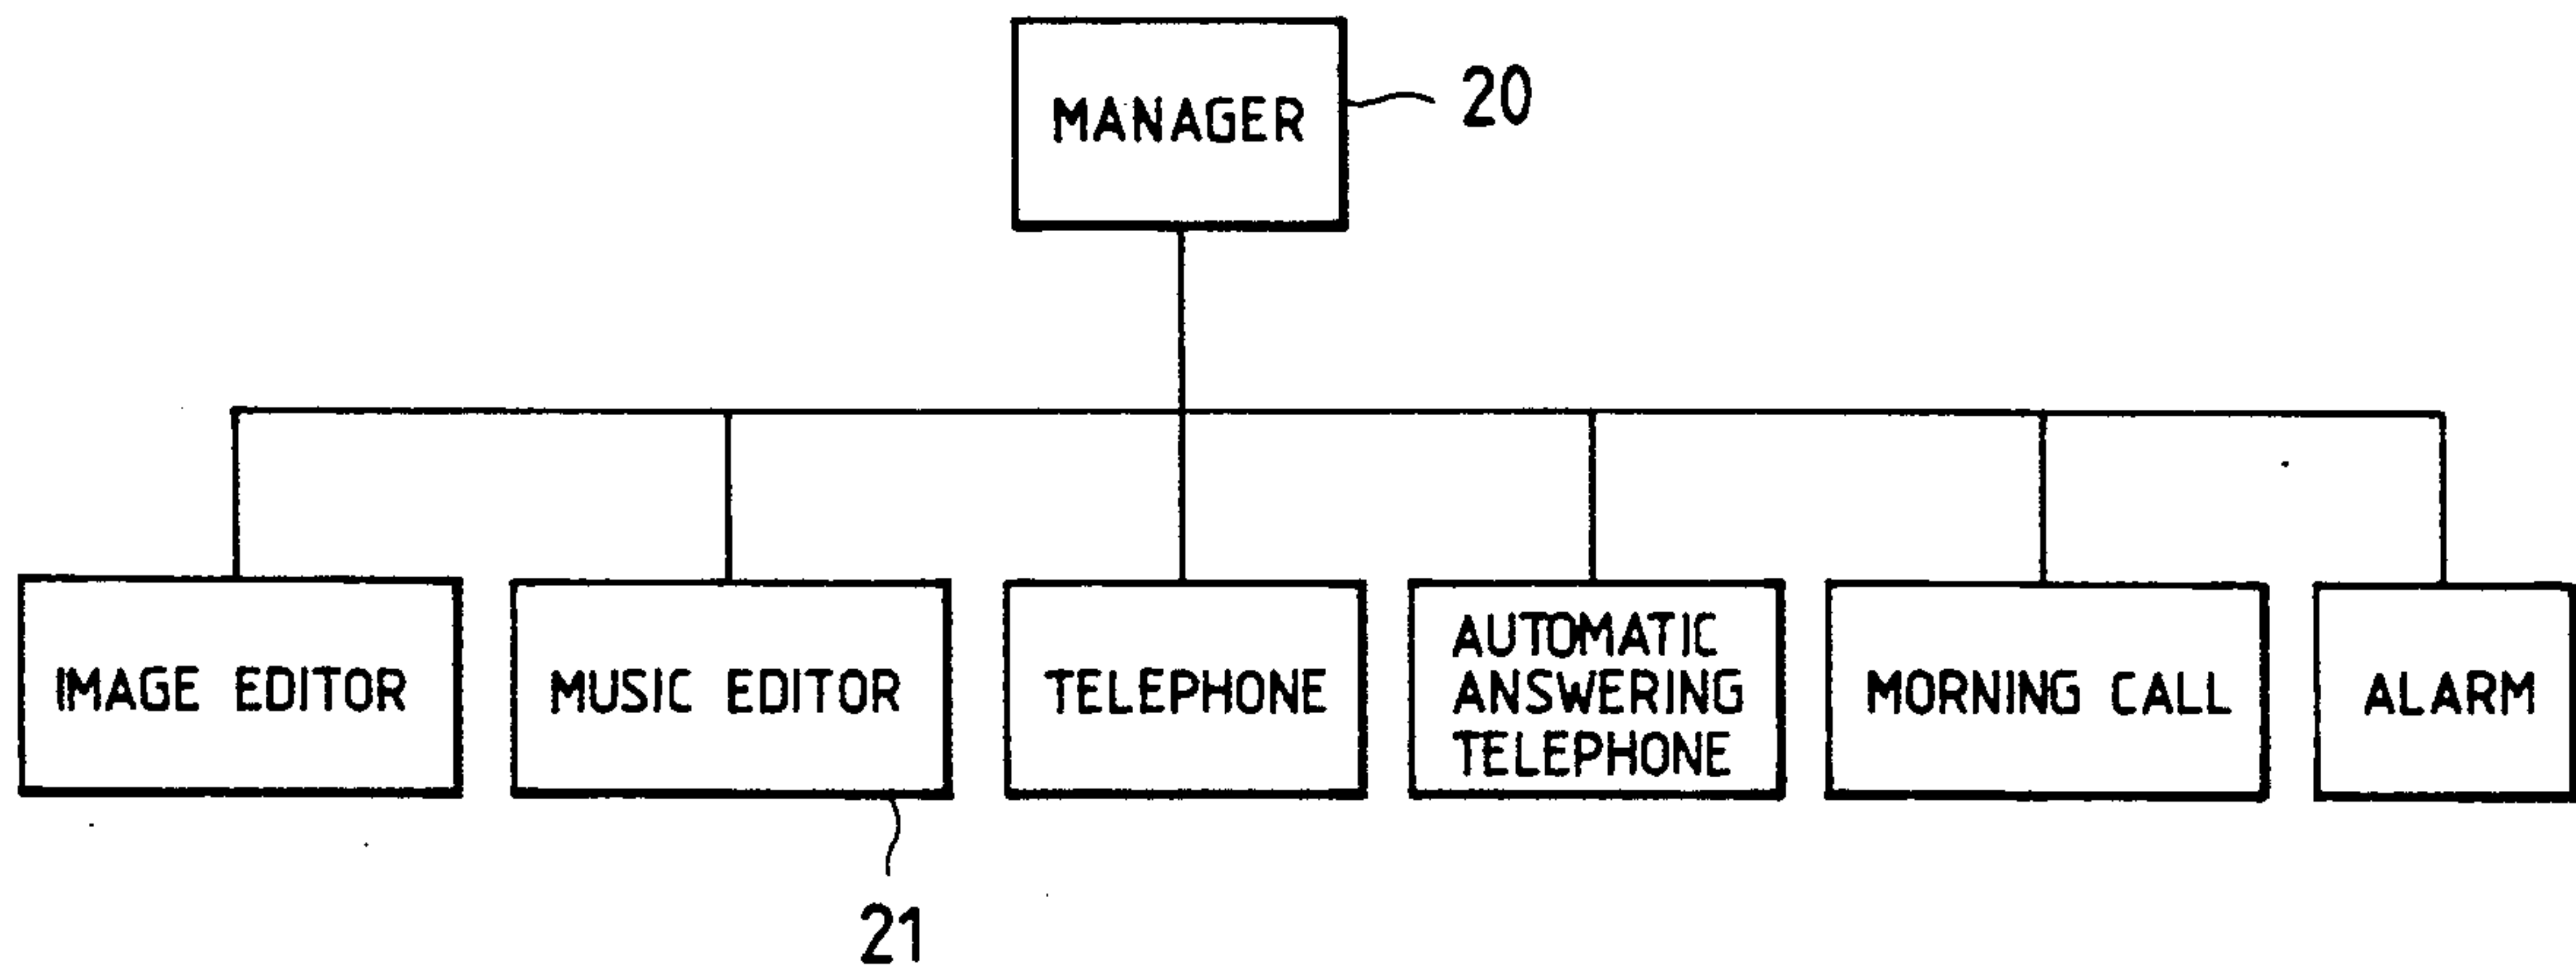 MANAGER
20
IMAGE EDITOR
MUSIC EDITOR
TELEPHONE
AUTOMATIC
ANSWERING
TELEPHONE
MORNING CALL
ALARM
21